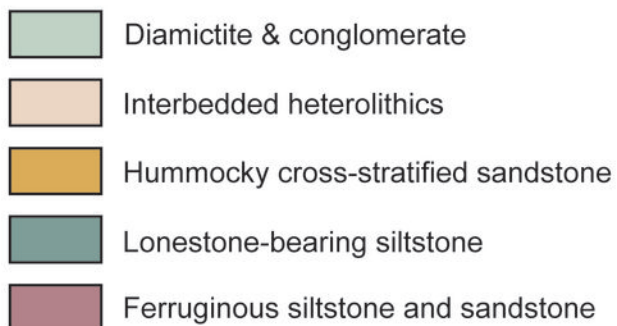 Diamictite & conglomerate
Interbedded heterolithics
Hummocky cross-stratified sandstone
Lonestone-bearing siltstone
Ferruginous siltstone and sandstone